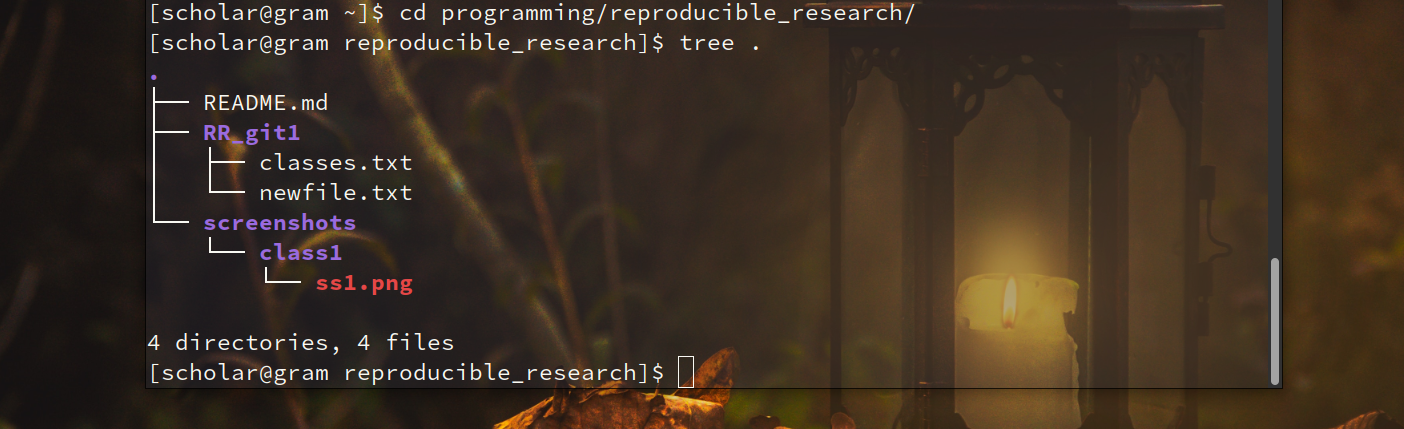 [scholar@gram ~]$ cd programming/reproducible_research/
[scholar@gram reproducible_research]$ tree .
.
├── README.md
├── RR_git1
│   ├── classes.txt
│   └── newfile.txt
└── screenshots
    └── class1
        └── ss1.png

4 directories, 4 files
[scholar@gram reproducible_research]$